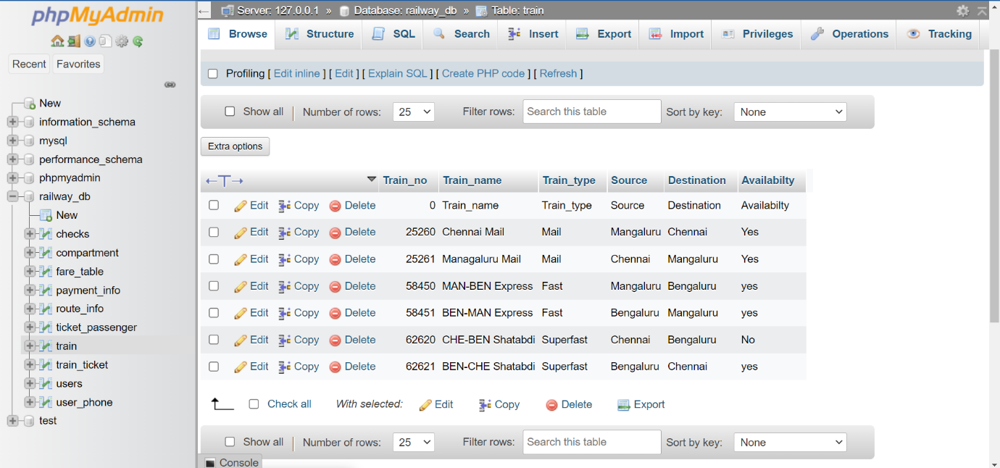 phpMyAdmin
Recent Favorites
New
information_schema
mysql
performance_schema
phpmyadmin
railway_db
New
checks
compartment
fare_table
payment_info
route_info
ticket_passenger
train
train_ticket
users
user_phone
test
Server: 127.0.0.1 » Database: railway_db » Table: train
Browse Structure SQL Search Insert Export Import Privileges Operations Tracking
Profiling [ Edit inline ] [ Edit ] [ Explain SQL ] [ Create PHP code ] [ Refresh ]
Show all | Number of rows: 25 Filter rows: Search this table Sort by key: None
Extra options
←T→ Train_no Train_name Train_type Source Destination Availabilty
Edit Copy Delete 0 Train_name Train_type Source Destination Availabilty
Edit Copy Delete 25260 Chennai Mail Mail Mangaluru Chennai Yes
Edit Copy Delete 25261 Managaluru Mail Mail Chennai Mangaluru Yes
Edit Copy Delete 58450 MAN-BEN Express Fast Mangaluru Bengaluru yes
Edit Copy Delete 58451 BEN-MAN Express Fast Bengaluru Mangaluru yes
Edit Copy Delete 62620 CHE-BEN Shatabdi Superfast Chennai Bengaluru No
Edit Copy Delete 62621 BEN-CHE Shatabdi Superfast Bengaluru Chennai yes
Check all With selected: Edit Copy Delete Export
Show all | Number of rows: 25 Filter rows: Search this table Sort by key: None
Console